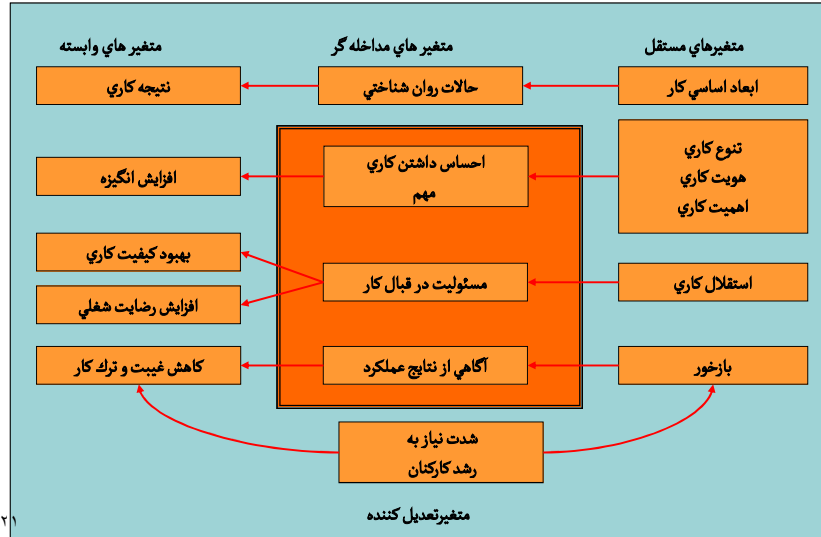 متغيرهاي مستقل
متغير هاي مداخله گر
متغير هاي وابسته
ابعاد اساسي كار
حالات روان شناختي
نتيجه كاري
تنوع كاري
هويت كاري
اهميت كاري
احساس داشتن كاري
مهم
افزايش انگيزه
استقلال كاري
مسئوليت در قبال كار
بهبود كيفيت كاري
افزايش رضايت شغلي
بازخور
آگاهي از نتايج عملكرد
كاهش غيبت و ترك كار
شدت نياز به
رشد كاركنان
متغيرتعديل كننده
۲۱